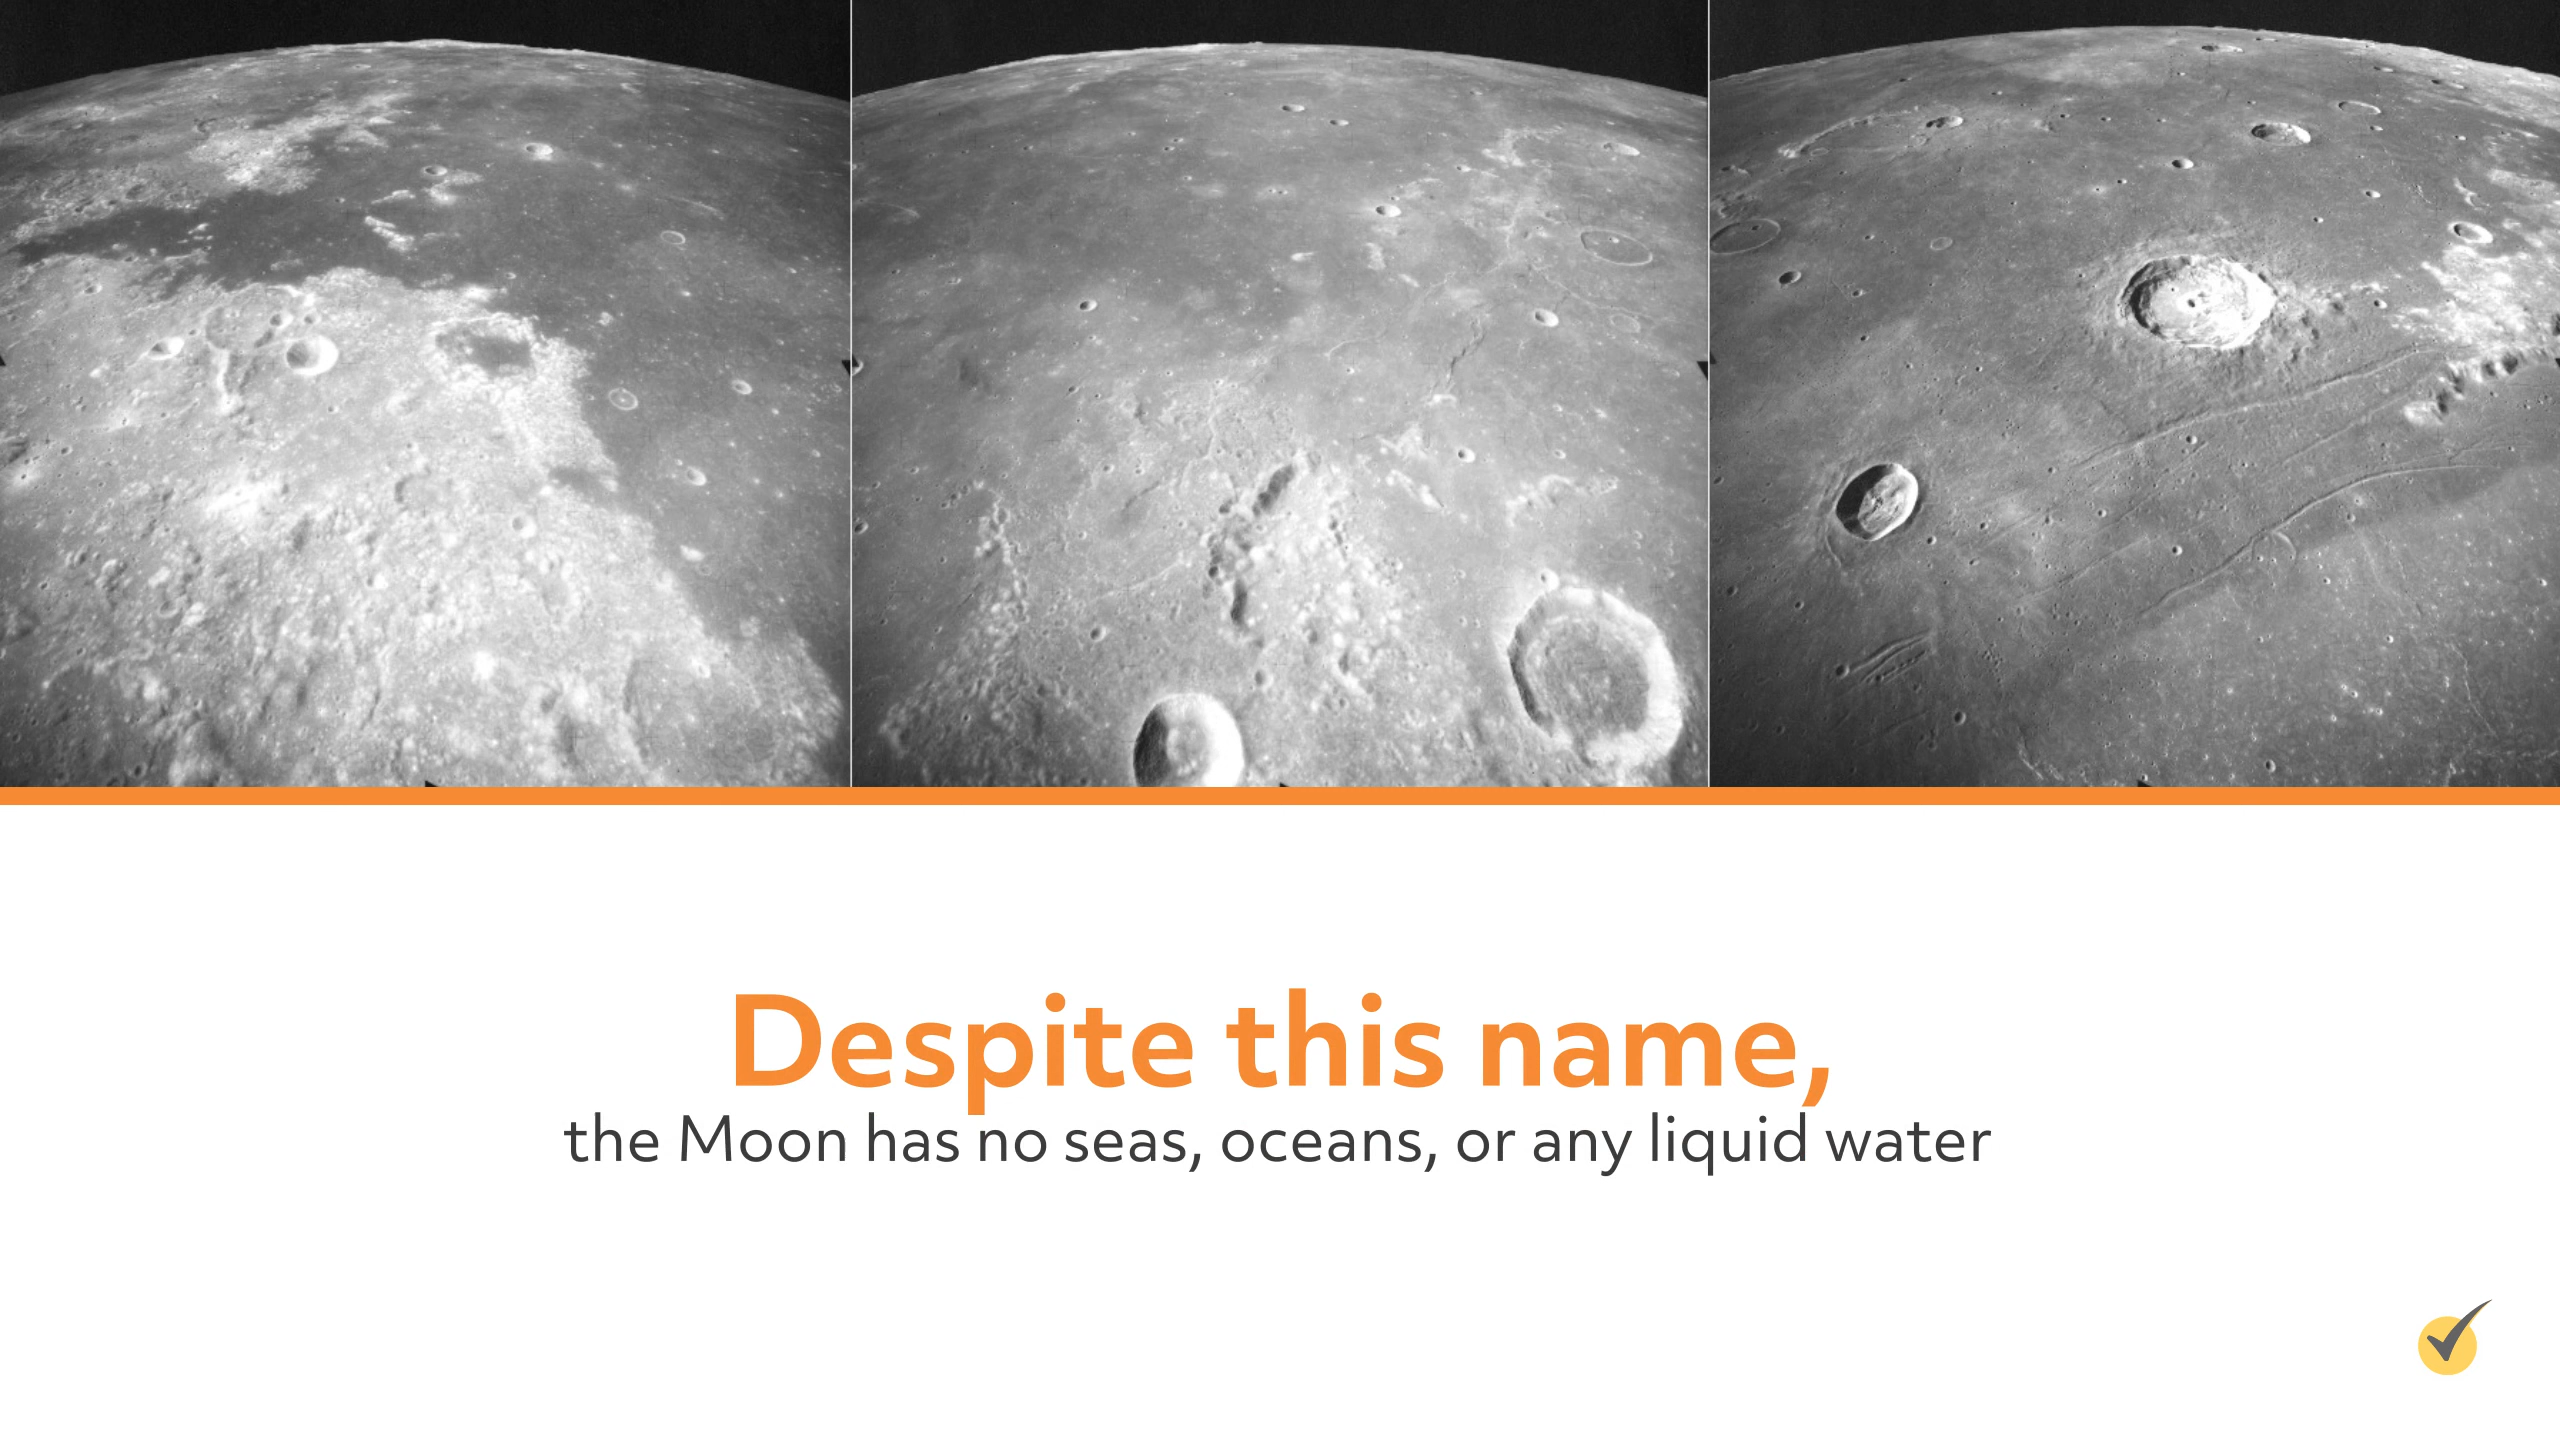 Despite this name,
the Moon has no seas, oceans, or any liquid water